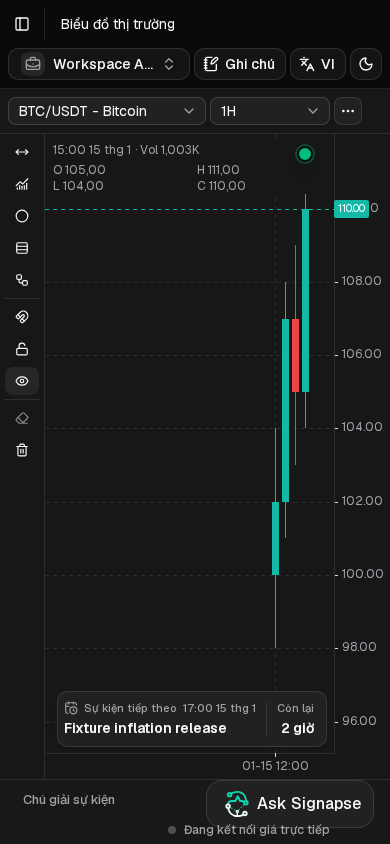 Biểu đồ thị trường
Workspace A... Ghi chú VI
BTC/USDT - Bitcoin 1H
15:00 15 thg 1 · Vol 1,003K
O 105,00 H 111,00
L 104,00 C 110,00
110.00
108.00
106.00
104.00
102.00
100.00
98.00
96.00
Sự kiện tiếp theo 17:00 15 thg 1 Còn lại
Fixture inflation release 2 giờ
01-15 12:00
Chú giải sự kiện
Ask Signapse
Đang kết nối giá trực tiếp